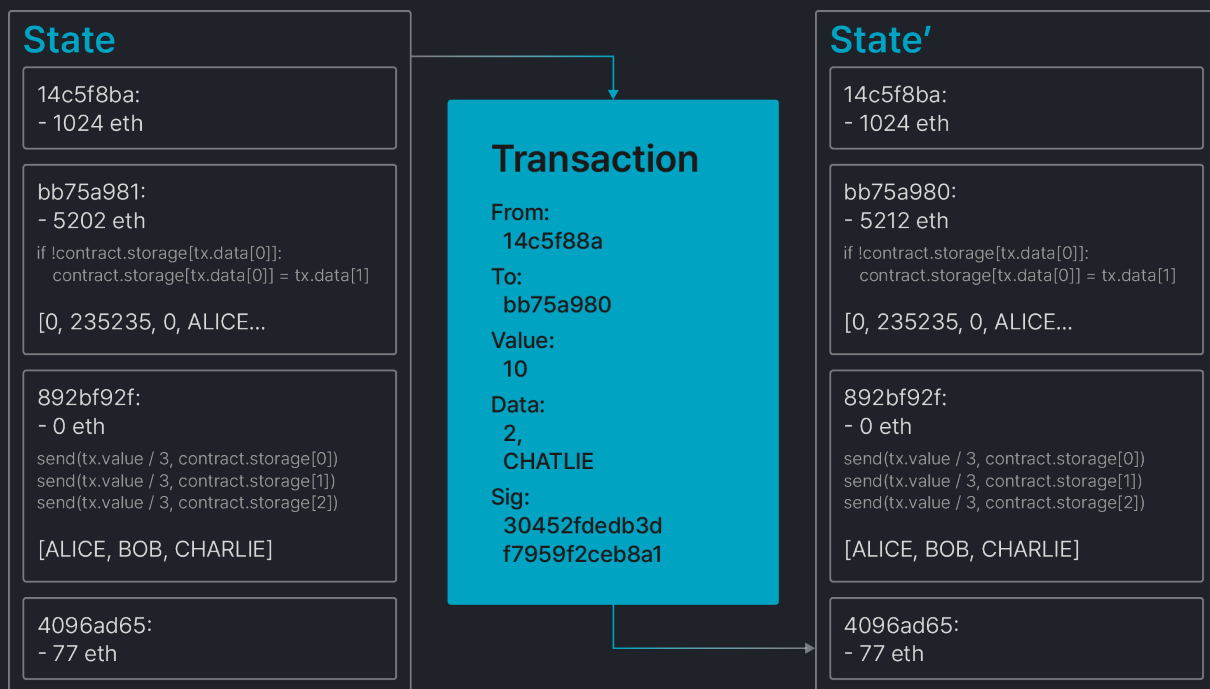 State
14c5f8ba:
- 1024 eth
bb75a981:
- 5202 eth
if !contract.storage[tx.data[0]]:
contract.storage[tx.data[0]] = tx.data[1]
[0, 235235, 0, ALICE...
892bf92f:
- 0 eth
send(tx.value / 3, contract.storage[0])
send(tx.value / 3, contract.storage[1])
send(tx.value / 3, contract.storage[2])
[ALICE, BOB, CHARLIE]
4096ad65:
- 77 eth
Transaction
From:
14c5f88a
To:
bb75a980
Value:
10
Data:
2,
CHATLIE
Sig:
30452fdedb3d
f7959f2ceb8a1
State’
14c5f8ba:
- 1024 eth
bb75a980:
- 5212 eth
if !contract.storage[tx.data[0]]:
contract.storage[tx.data[0]] = tx.data[1]
[0, 235235, 0, ALICE...
892bf92f:
- 0 eth
send(tx.value / 3, contract.storage[0])
send(tx.value / 3, contract.storage[1])
send(tx.value / 3, contract.storage[2])
[ALICE, BOB, CHARLIE]
4096ad65:
- 77 eth